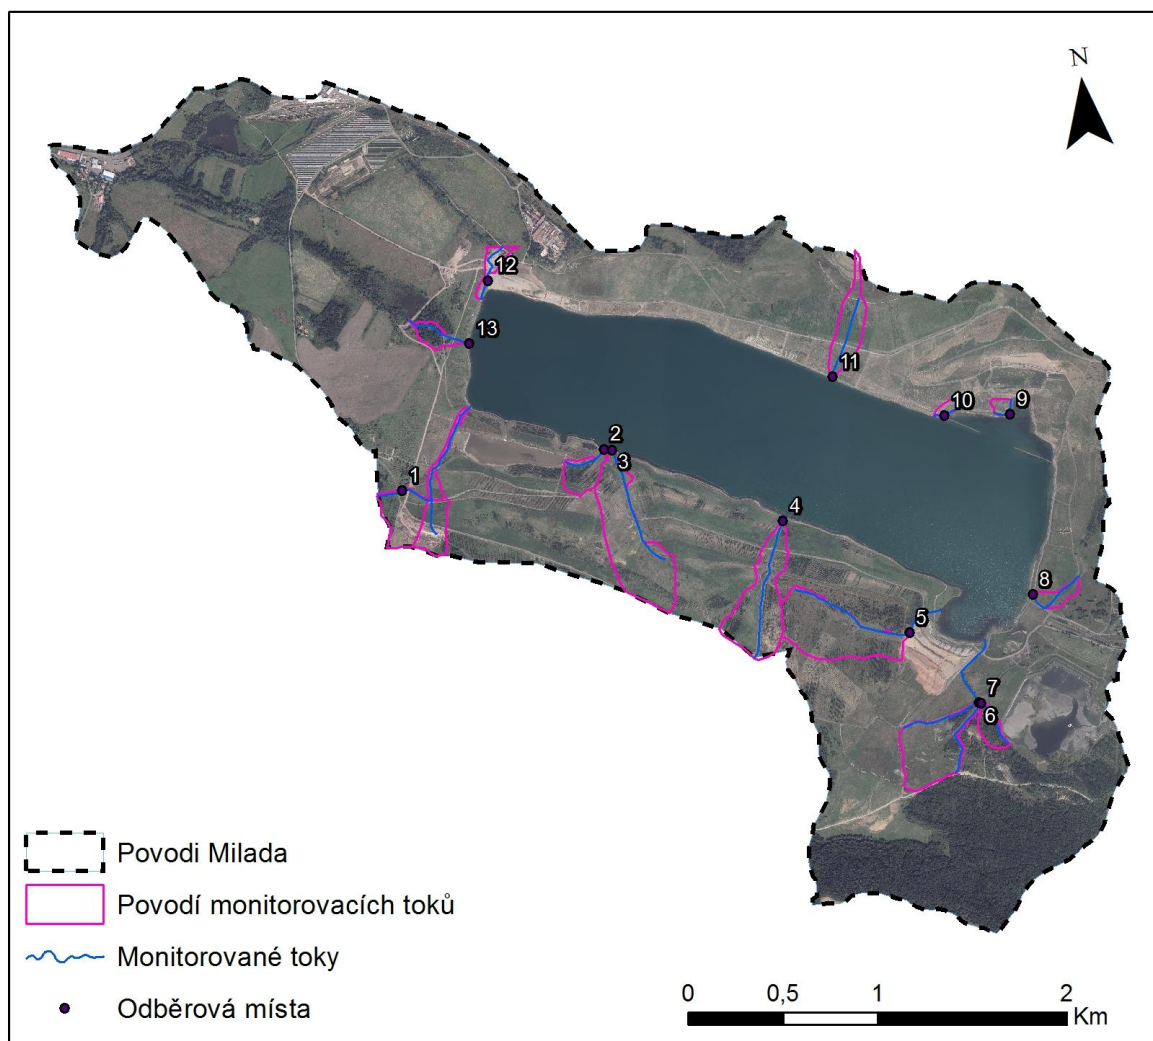 N
12
13
11
10
9
2
3
1
4
8
5
7
6
Povodi Milada
Povodí monitorovacích toků
Monitorované toky
Odběrová místa
0 0,5 1 2
Km